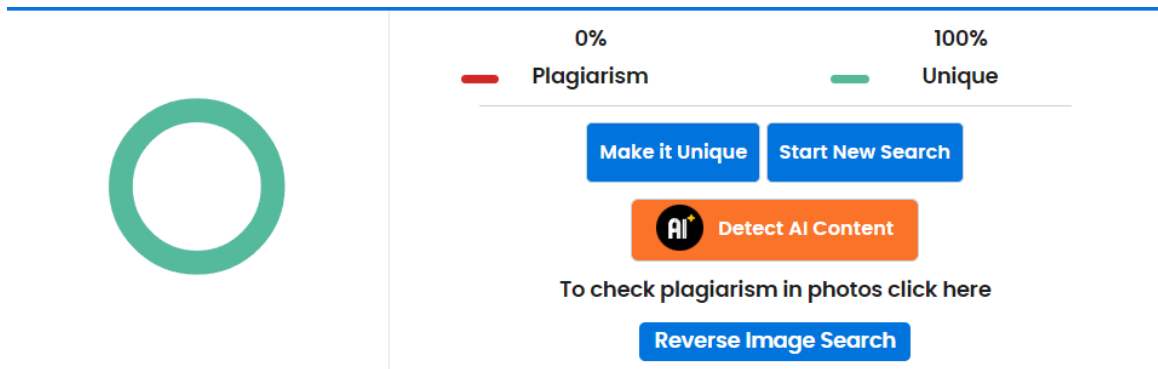 0% 100%
Plagiarism Unique
Make it Unique Start New Search
AI Detect AI Content
To check plagiarism in photos click here
Reverse Image Search